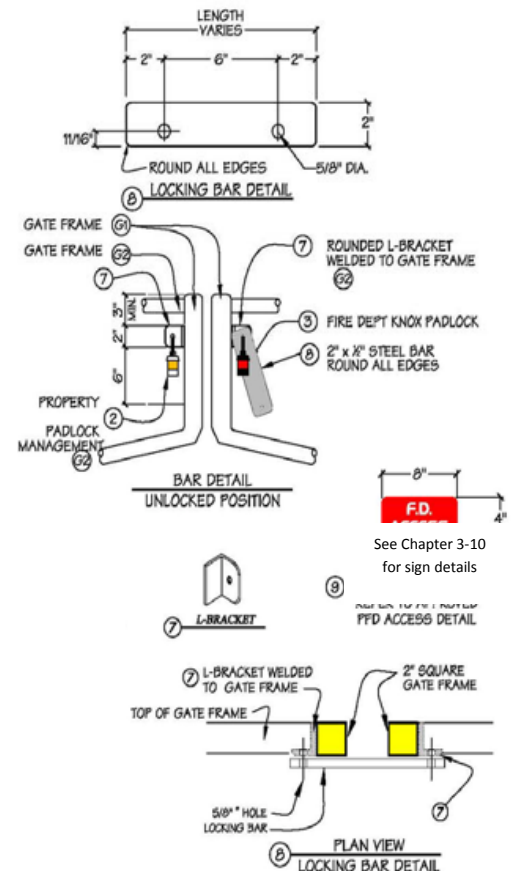 LENGTH
VARIES
2"
6"
2"
11/16"
2"
ROUND ALL EDGES
5/8" DIA.
8
LOCKING BAR DETAIL
GATE FRAME
G1
GATE FRAME
G2
7
3"
MIN.
2"
6"
PROPERTY
2
PADLOCK
MANAGEMENT
G2
7
ROUNDED L-BRACKET
WELDED TO GATE FRAME
G2
3
FIRE DEPT KNOX PADLOCK
8
2" x STEEL BAR
ROUND ALL EDGES
BAR DETAIL
UNLOCKED POSITION
8"
F.D.
4"
See Chapter 3-10
for sign details
7
L-BRACKET
9
REFER TO APPROVED
PFD ACCESS DETAIL
7
L-BRACKET WELDED
TO GATE FRAME
2" SQUARE
GATE FRAME
TOP OF GATE FRAME
5/8" " HOLE
LOCKING BAR
7
8
PLAN VIEW
LOCKING BAR DETAIL